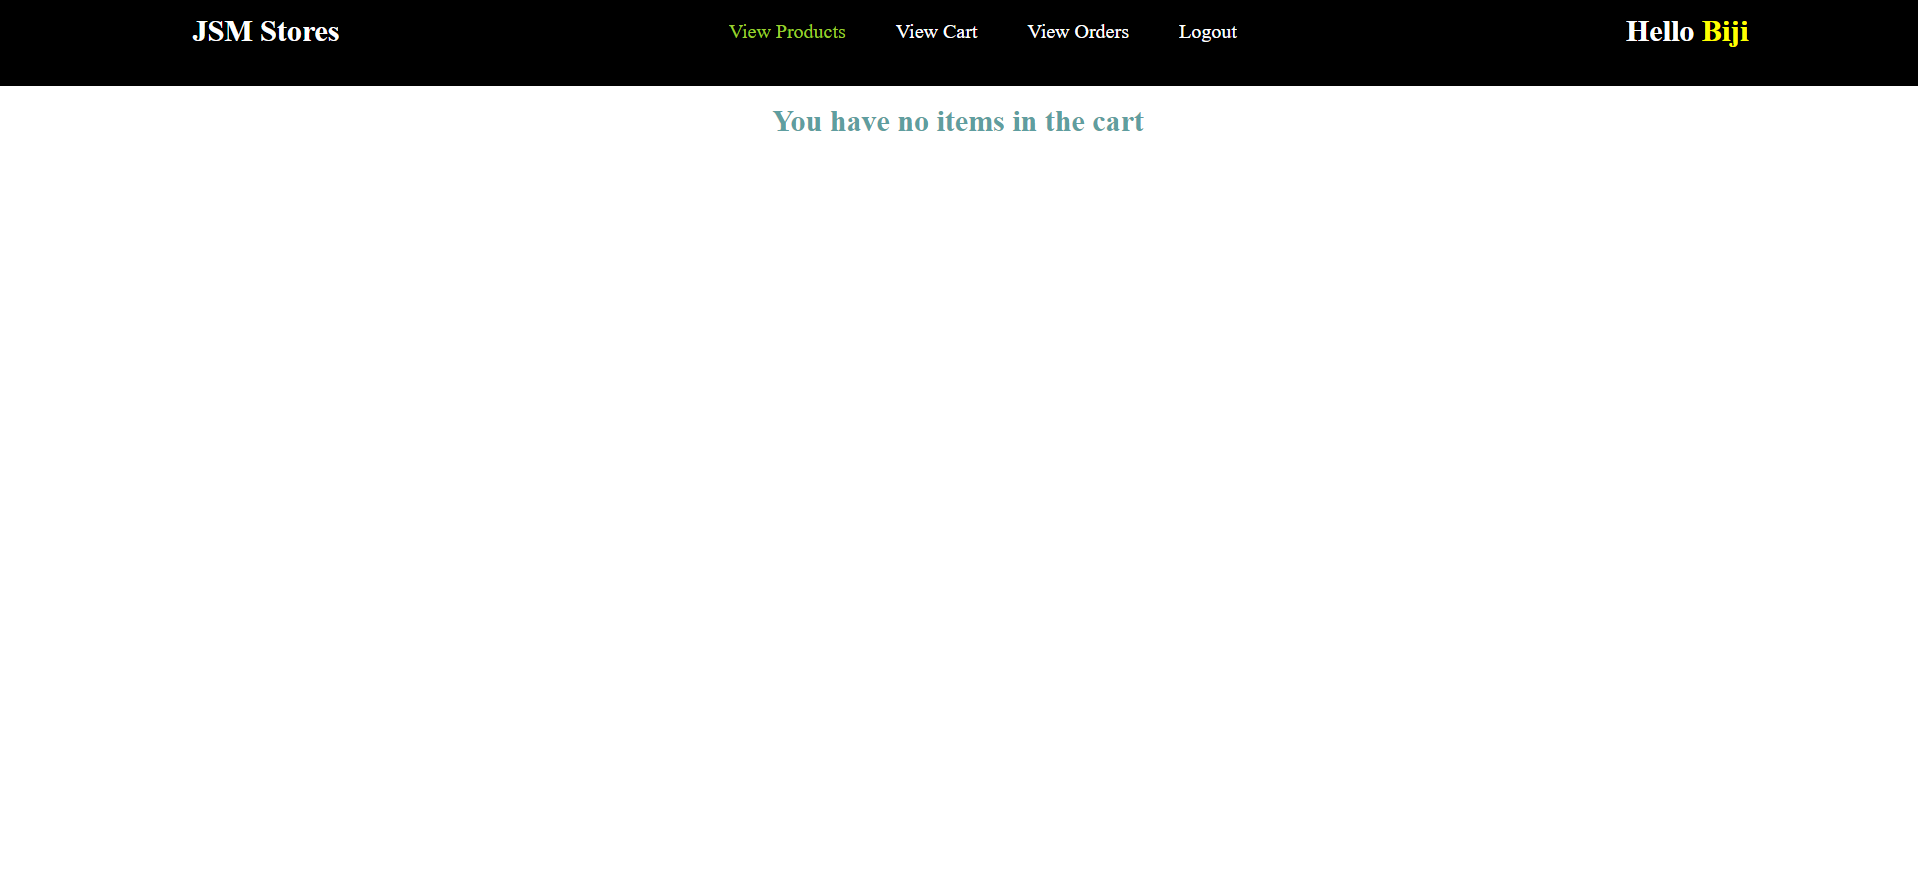 JSM Stores
View Products View Cart View Orders Logout
Hello Biji
You have no items in the cart